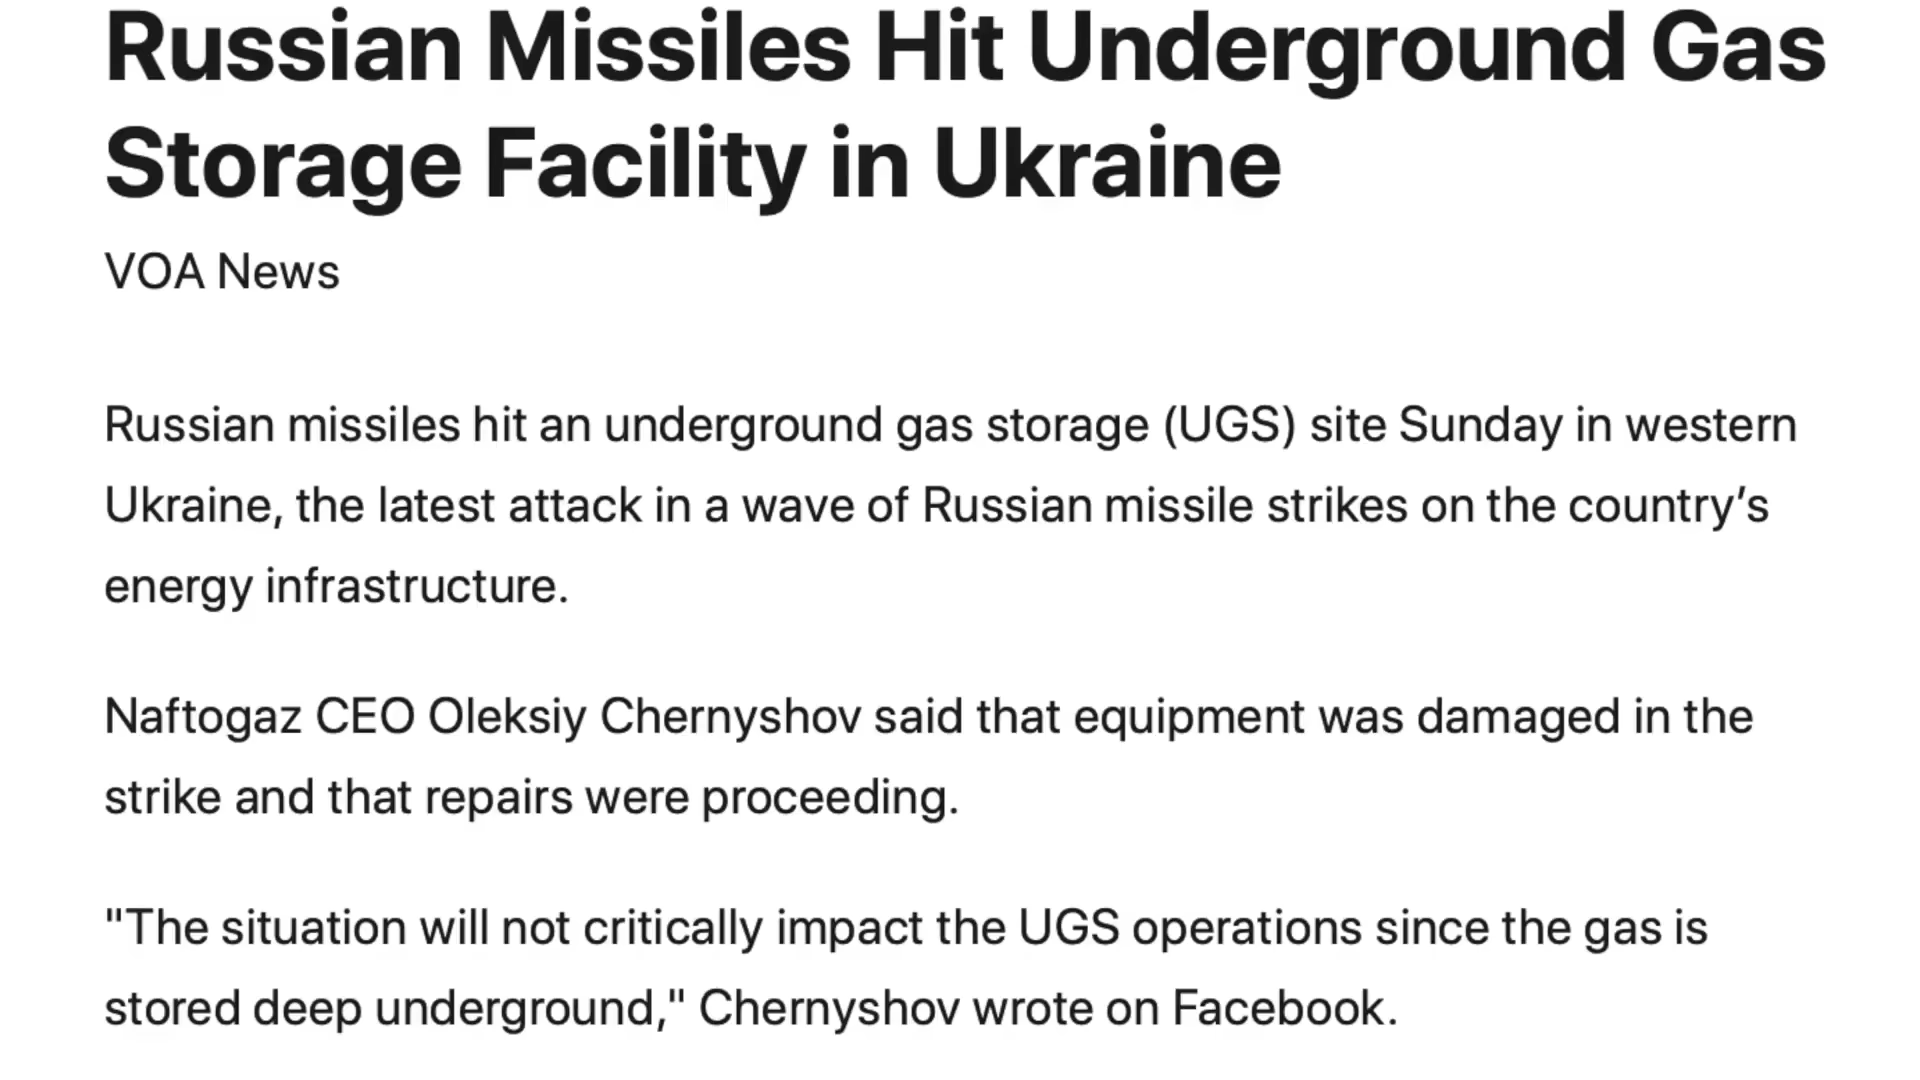 Russian Missiles Hit Underground Gas
Storage Facility in Ukraine
VOA News
Russian missiles hit an underground gas storage (UGS) site Sunday in western
Ukraine, the latest attack in a wave of Russian missile strikes on the country’s
energy infrastructure.
Naftogaz CEO Oleksiy Chernyshov said that equipment was damaged in the
strike and that repairs were proceeding.
"The situation will not critically impact the UGS operations since the gas is
stored deep underground," Chernyshov wrote on Facebook.